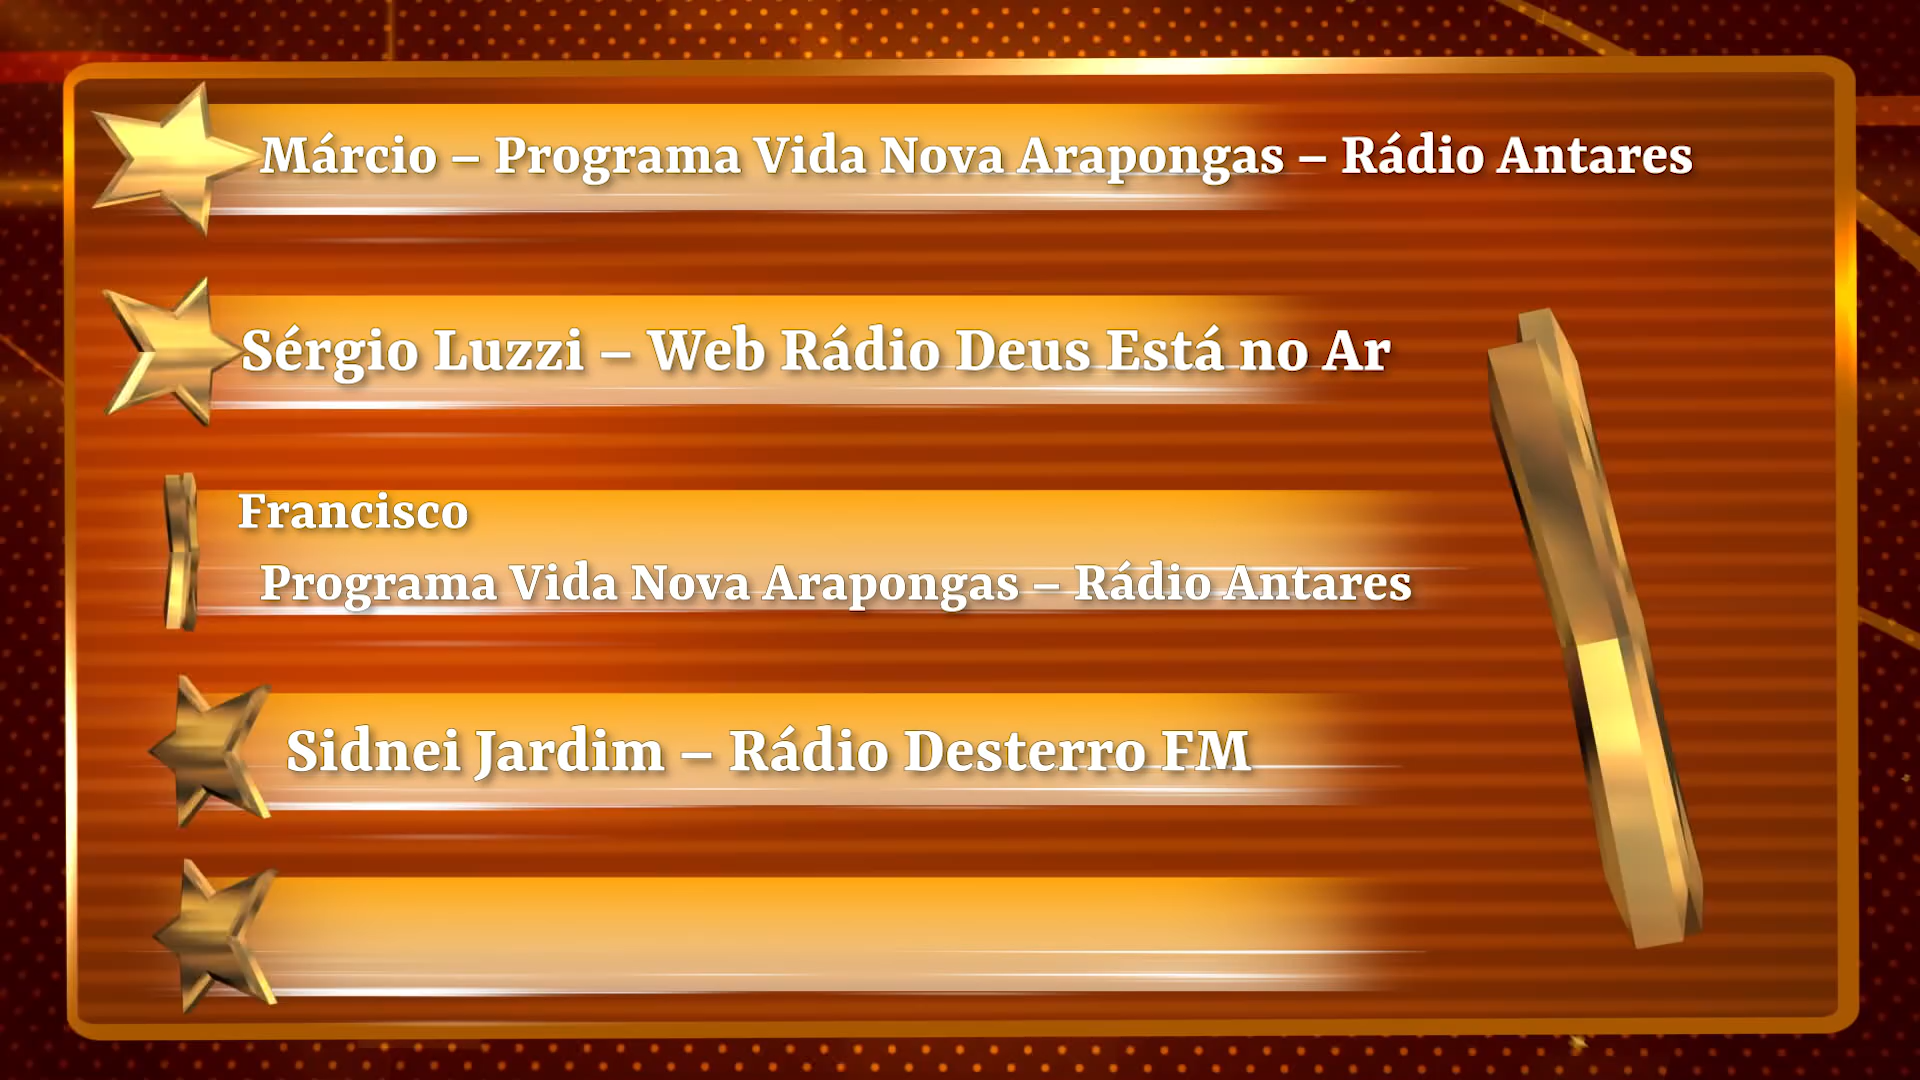 Márcio – Programa Vida Nova Arapongas – Rádio Antares
Sérgio Luzzi – Web Rádio Deus Está no Ar
Francisco
Programa Vida Nova Arapongas – Rádio Antares
Sidnei Jardim – Rádio Desterro FM